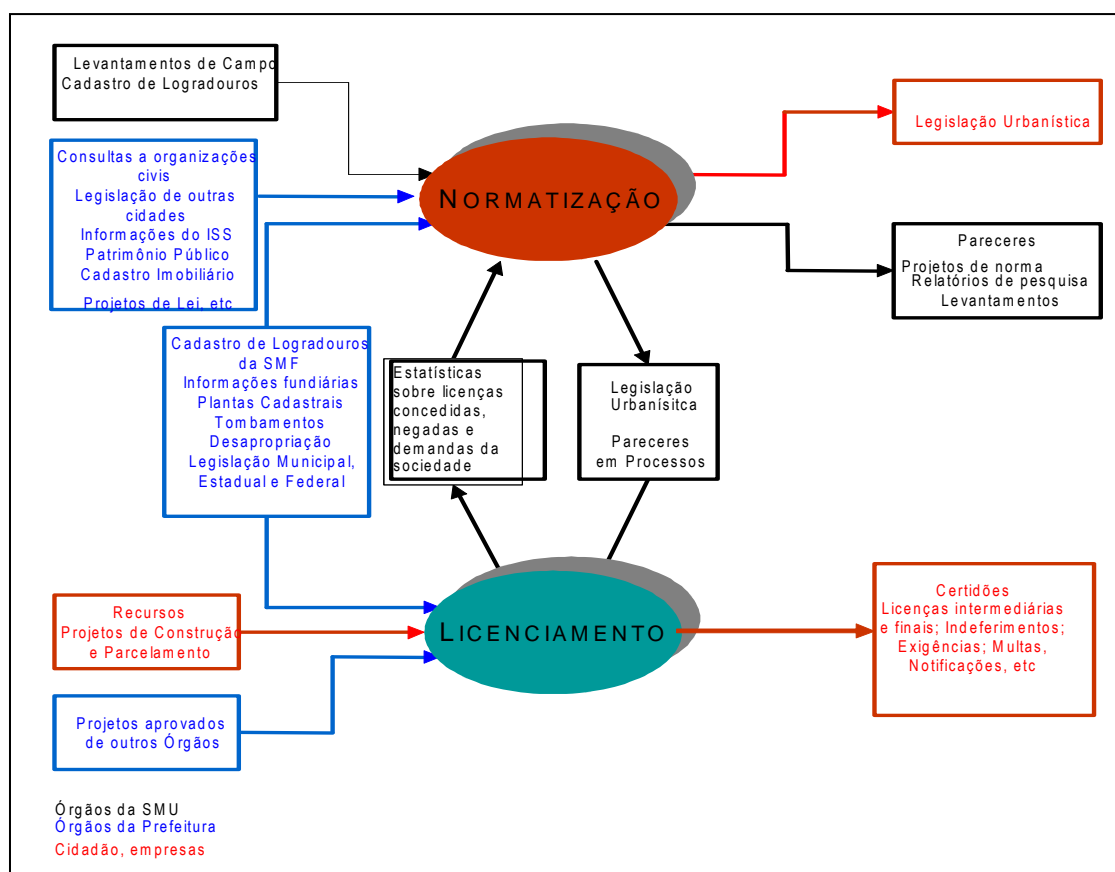 Levantamentos de Campo
Cadastro de Logradouros
Legislação Urbanística
Consultas a organizações
civis
Legislação de outras
cidades
Informações do ISS
Patrimônio Público
Cadastro Imobiliário
Projetos de Lei, etc
NORMATIZAÇÃO
Pareceres
Projetos de norma
Relatórios de pesquisa
Levantamentos
Cadastro de Logradouros
da SMF
Informações fundiárias
Plantas Cadastrais
Tombamentos
Desapropriação
Legislação Municipal,
Estadual e Federal
Estatísticas
sobre licenças
concedidas,
negadas e
demandas da
sociedade
Legislação
Urbanísitca
Pareceres
em Processos
Recursos
Projetos de Construção
e Parcelamento
LICENCIAMENTO
Certidões
Licenças intermediárias
e finais; Indeferimentos;
Exigências; Multas,
Notificações, etc
Projetos aprovados
de outros Órgãos
Órgãos da SMU
Órgãos da Prefeitura
Cidadão, empresas